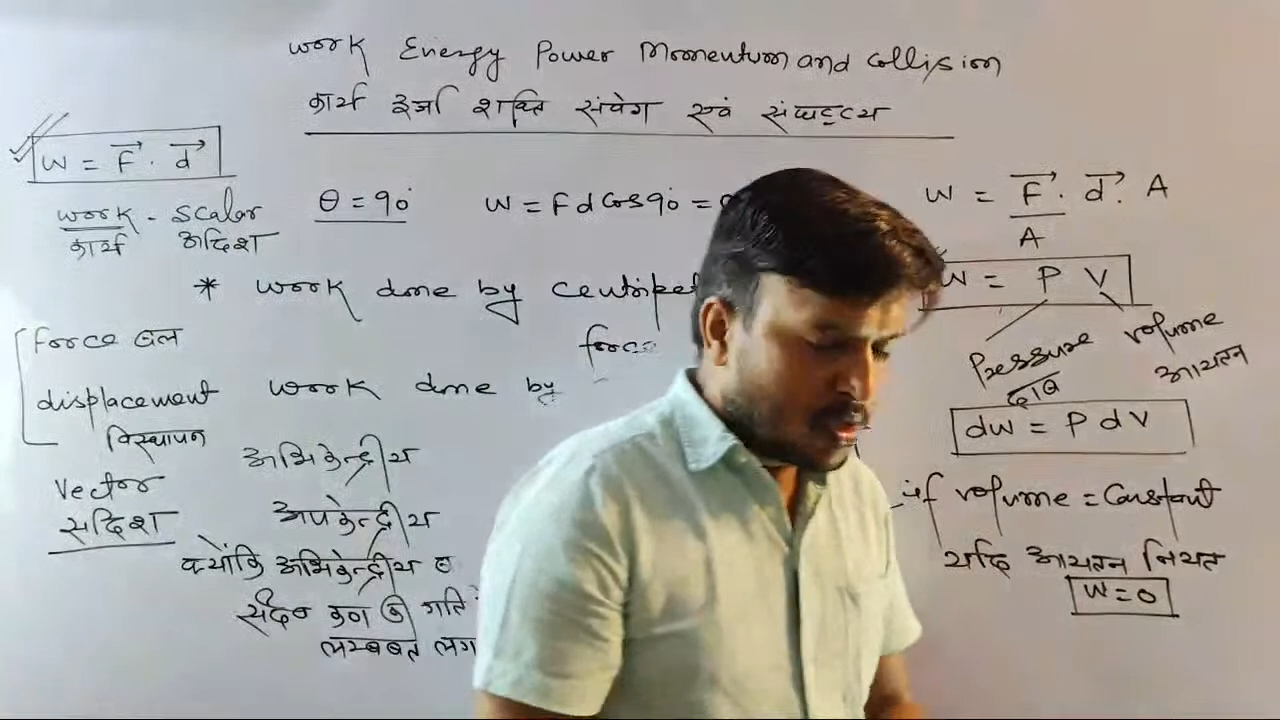 work Energy Power Momentum and Collision
कार्य ऊर्जा शक्ति संवेग एवं संघट्टय
W = F⃗ . d⃗
work - scalar
कार्य अदिश
θ = 90°
W = F d Cos 90° =
* work done by centripet
force
Force बल
displacement
विस्थापन
Vector
सदिश
work done by
अभिकेन्द्रीय
अपकेन्द्रीय
क्योंकि अभिकेन्द्रीय ब
सदैव कण की गति
लम्बवत लग
W = F⃗/A . d⃗ . A
W = P V
Pressure
दाब
volume
आयतन
dW = P dV
if volume = Constant
यदि आयतन नियत
W = 0